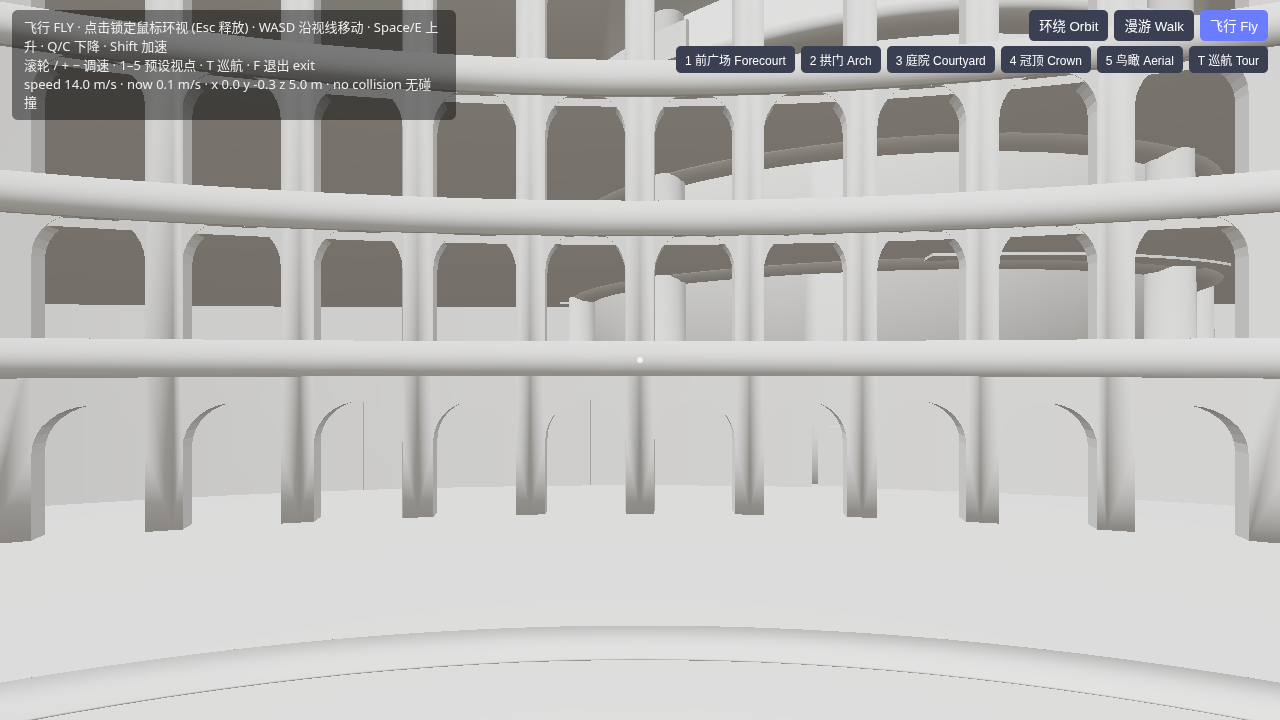 飞行 FLY · 点击锁定鼠标环视 (Esc 释放) · WASD 沿视线移动 · Space/E 上
升 · Q/C 下降 · Shift 加速
滚轮 / + − 调速 · 1–5 预设视点 · T 巡航 · F 退出 exit
speed 14.0 m/s · now 0.1 m/s · x 0.0 y -0.3 z 5.0 m · no collision 无碰
撞
环绕 Orbit
漫游 Walk
飞行 Fly
1 前广场 Forecourt
2 拱门 Arch
3 庭院 Courtyard
4 冠顶 Crown
5 鸟瞰 Aerial
T 巡航 Tour